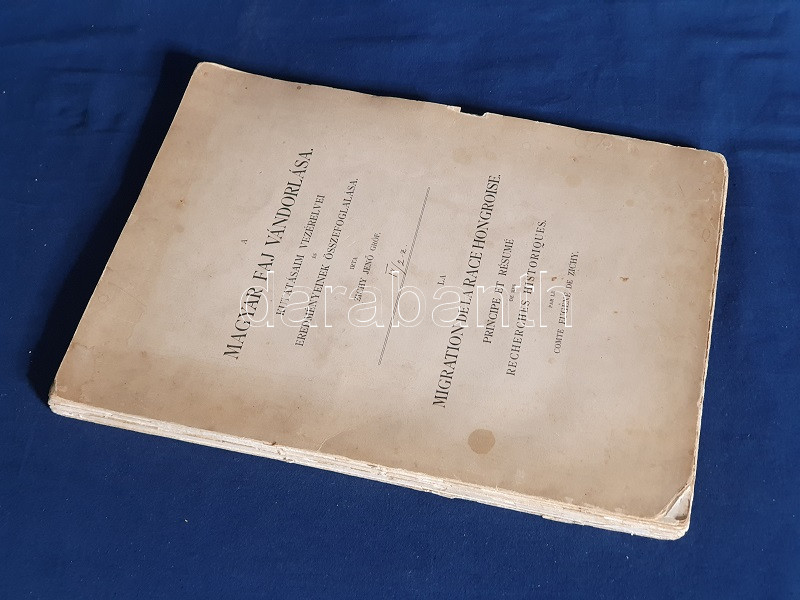 A
MAGYAR FAJ VÁNDORLÁSA.
KUTATÁSAIM VEZÉRELVEI
ÉS
EREDMÉNYEINEK ÖSSZEFOGLALÁSA.
IRTA
ZICHY JENŐ GRÓF.
LA
MIGRATION DE LA RACE HONGROISE.
PRINCIPE ET RÉSUMÉ
DE MES
RECHERCHES HISTORIQUES.
PAR LE
COMTE EUGÈNE DE ZICHY.
darabanth